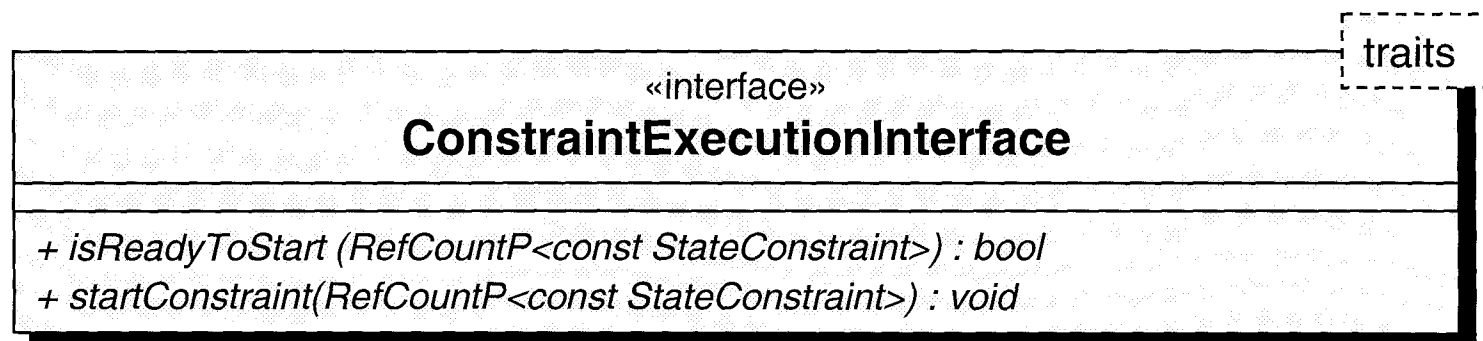 traits
«interface»
ConstraintExecutionInterface
+ isReadyToStart (RefCountP<const StateConstraint>) : bool
+ startConstraint(RefCountP<const StateConstraint>) : void